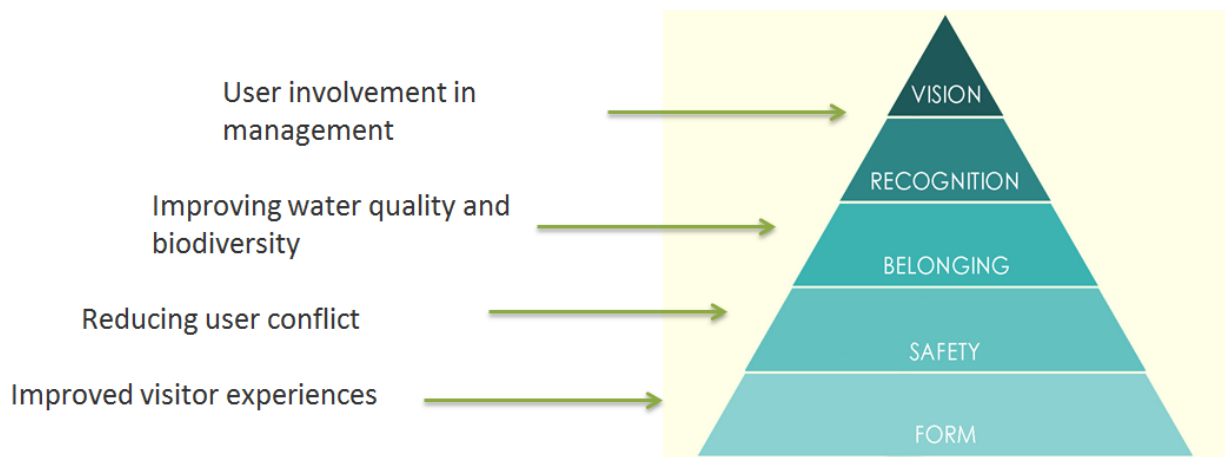 User involvement in
management
VISION
RECOGNITION
Improving water quality and
biodiversity
BELONGING
Reducing user conflict
SAFETY
Improved visitor experiences
FORM